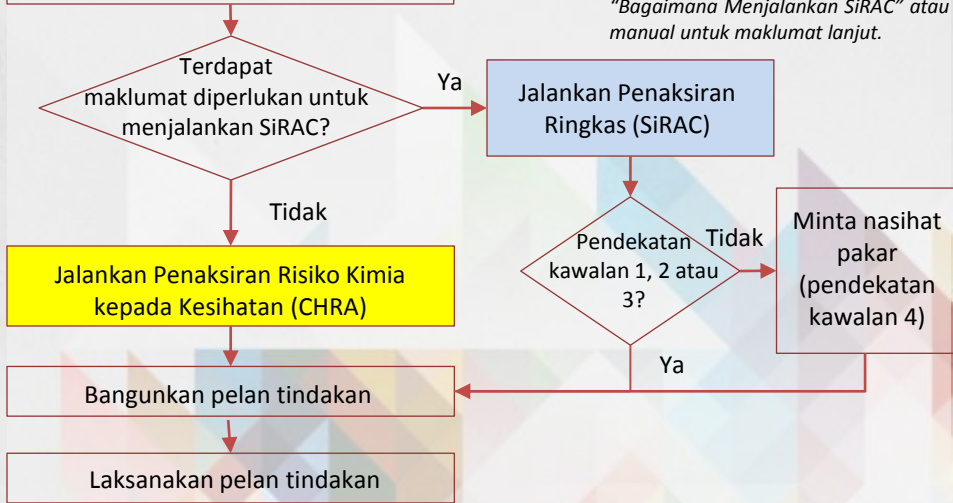 “Bagaimana Menjalankan SiRAC” atau
manual untuk maklumat lanjut.
Terdapat
maklumat diperlukan untuk
menjalankan SiRAC?
Ya
Jalankan Penaksiran
Ringkas (SiRAC)
Tidak
Pendekatan
kawalan 1, 2 atau
3?
Tidak
Minta nasihat
pakar
(pendekatan
kawalan 4)
Jalankan Penaksiran Risiko Kimia
kepada Kesihatan (CHRA)
Ya
Bangunkan pelan tindakan
Laksanakan pelan tindakan